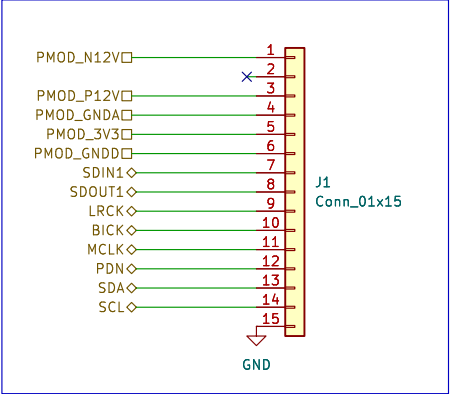 PMOD_N12V 1
2
PMOD_P12V 3
PMOD_GNDA 4
PMOD_3V3 5
PMOD_GNDD 6
SDIN1 7
SDOUT1 8
LRCK 9
BICK 10
MCLK 11
PDN 12
SDA 13
SCL 14
15
J1
Conn_01x15
GND